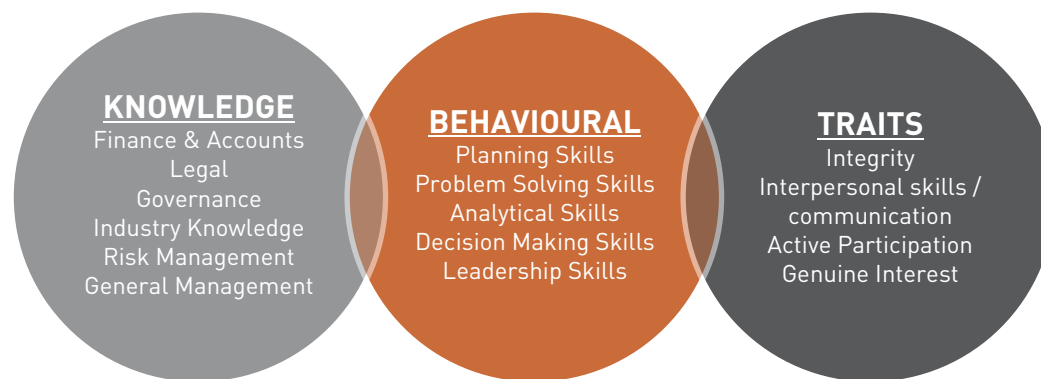 KNOWLEDGE
Finance & Accounts
Legal
Governance
Industry Knowledge
Risk Management
General Management
BEHAVIOURAL
Planning Skills
Problem Solving Skills
Analytical Skills
Decision Making Skills
Leadership Skills
TRAITS
Integrity
Interpersonal skills /
communication
Active Participation
Genuine Interest